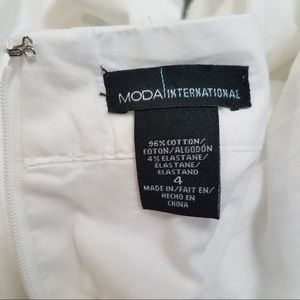 MODA INTERNATIONAL
96% COTTON/
COTON/ALGODÓN
4% ELASTANE/
ÉLASTANE/
ELASTANO
4
MADE IN/FAIT EN/
HECHO EN
CHINA